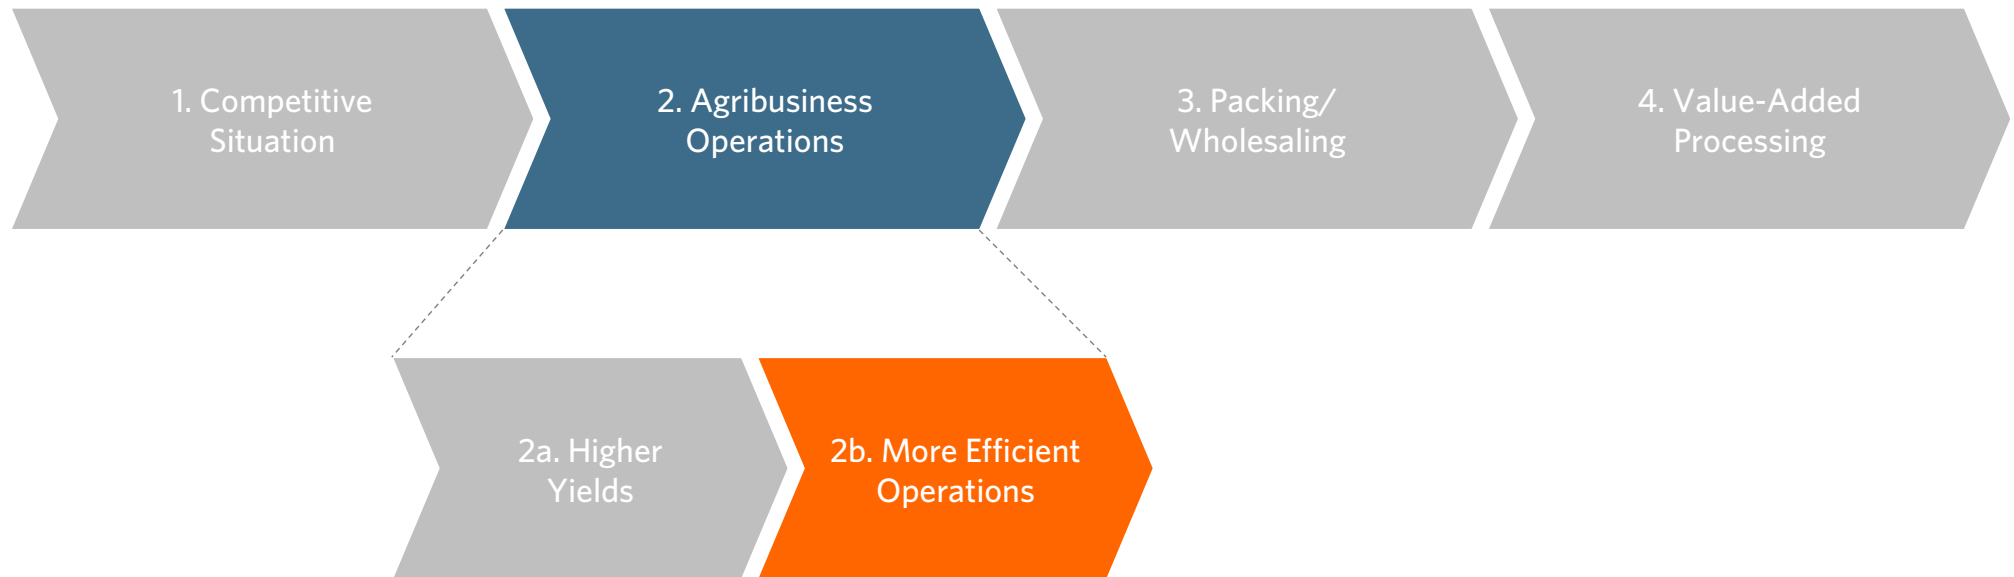 1. Competitive
Situation
2. Agribusiness
Operations
3. Packing/
Wholesaling
4. Value-Added
Processing
2a. Higher
Yields
2b. More Efficient
Operations